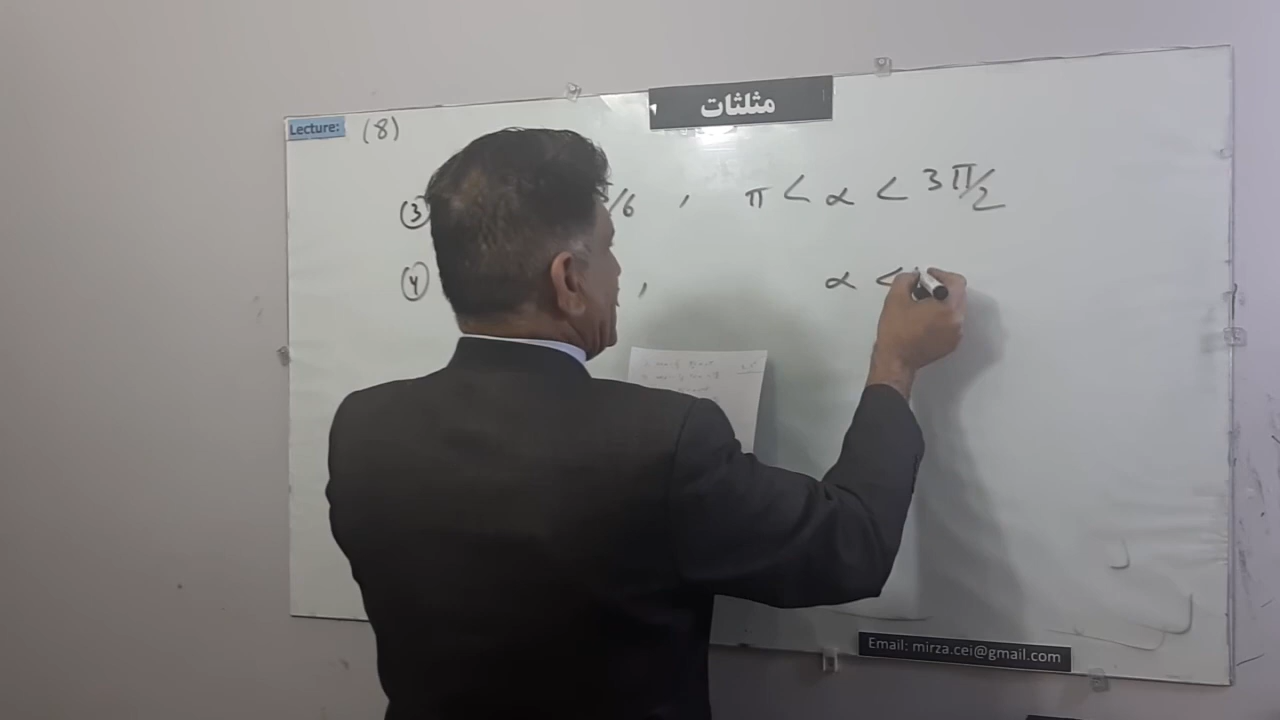 مثلثات
Lecture: (8)
③ /6 , π < α < 3π/2
④ , α <
Email: mirza.cei@gmail.com